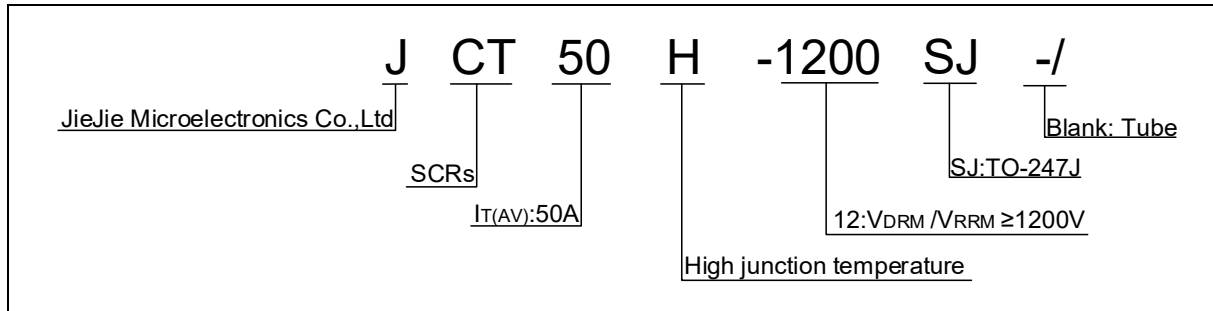 J CT 50 H -1200 SJ -/
JieJie Microelectronics Co.,Ltd
Blank: Tube
SCRs
SJ:TO-247J
IT(AV):50A
12:VDRM /VRRM ≥1200V
High junction temperature